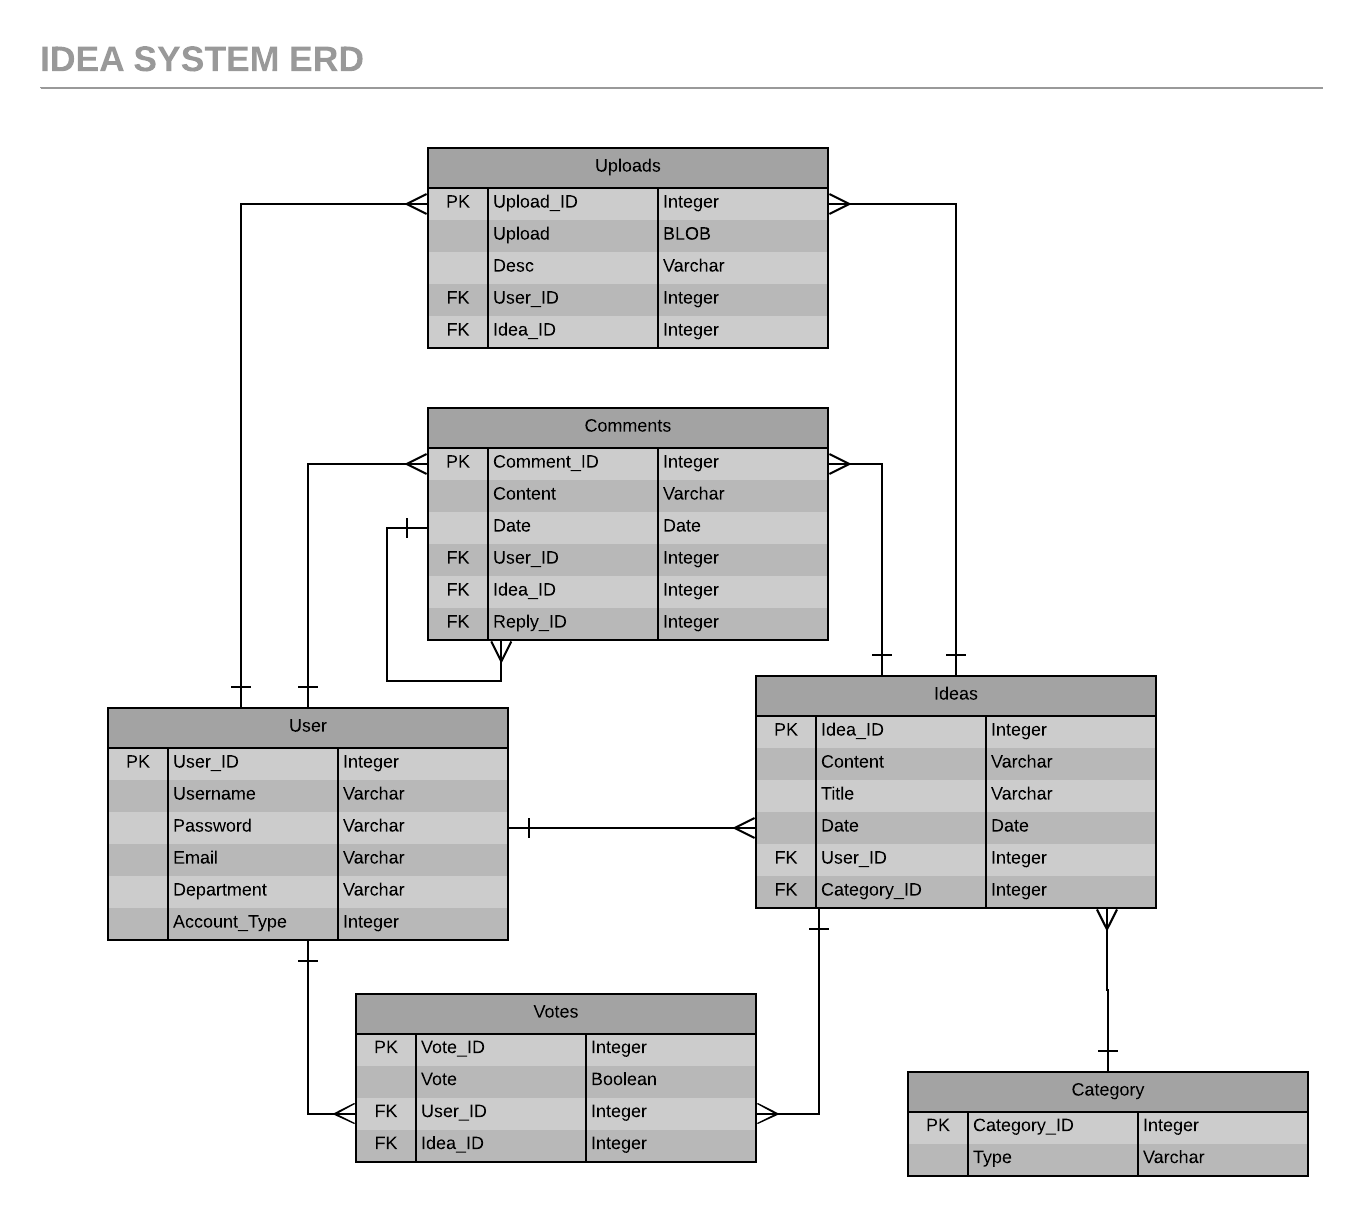 IDEA SYSTEM ERD
Uploads
PK Upload_ID Integer
Upload BLOB
Desc Varchar
FK User_ID Integer
FK Idea_ID Integer
Comments
PK Comment_ID Integer
Content Varchar
Date Date
FK User_ID Integer
FK Idea_ID Integer
FK Reply_ID Integer
User
PK User_ID Integer
Username Varchar
Password Varchar
Email Varchar
Department Varchar
Account_Type Integer
Ideas
PK Idea_ID Integer
Content Varchar
Title Varchar
Date Date
FK User_ID Integer
FK Category_ID Integer
Votes
PK Vote_ID Integer
Vote Boolean
FK User_ID Integer
FK Idea_ID Integer
Category
PK Category_ID Integer
Type Varchar